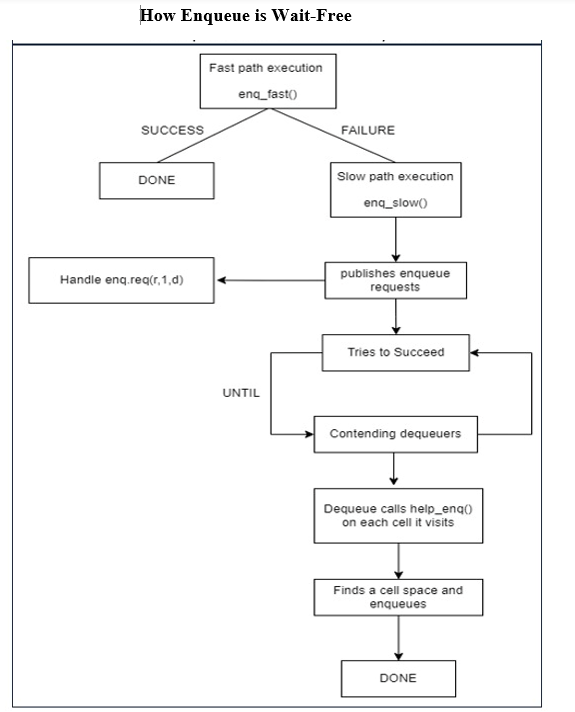 How Enqueue is Wait-Free
Fast path execution
enq_fast()
SUCCESS
FAILURE
DONE
Slow path execution
enq_slow()
Handle enq.req(r,1,d)
publishes enqueue
requests
Tries to Succeed
UNTIL
Contending dequeuers
Dequeue calls help_enq()
on each cell it visits
Finds a cell space and
enqueues
DONE